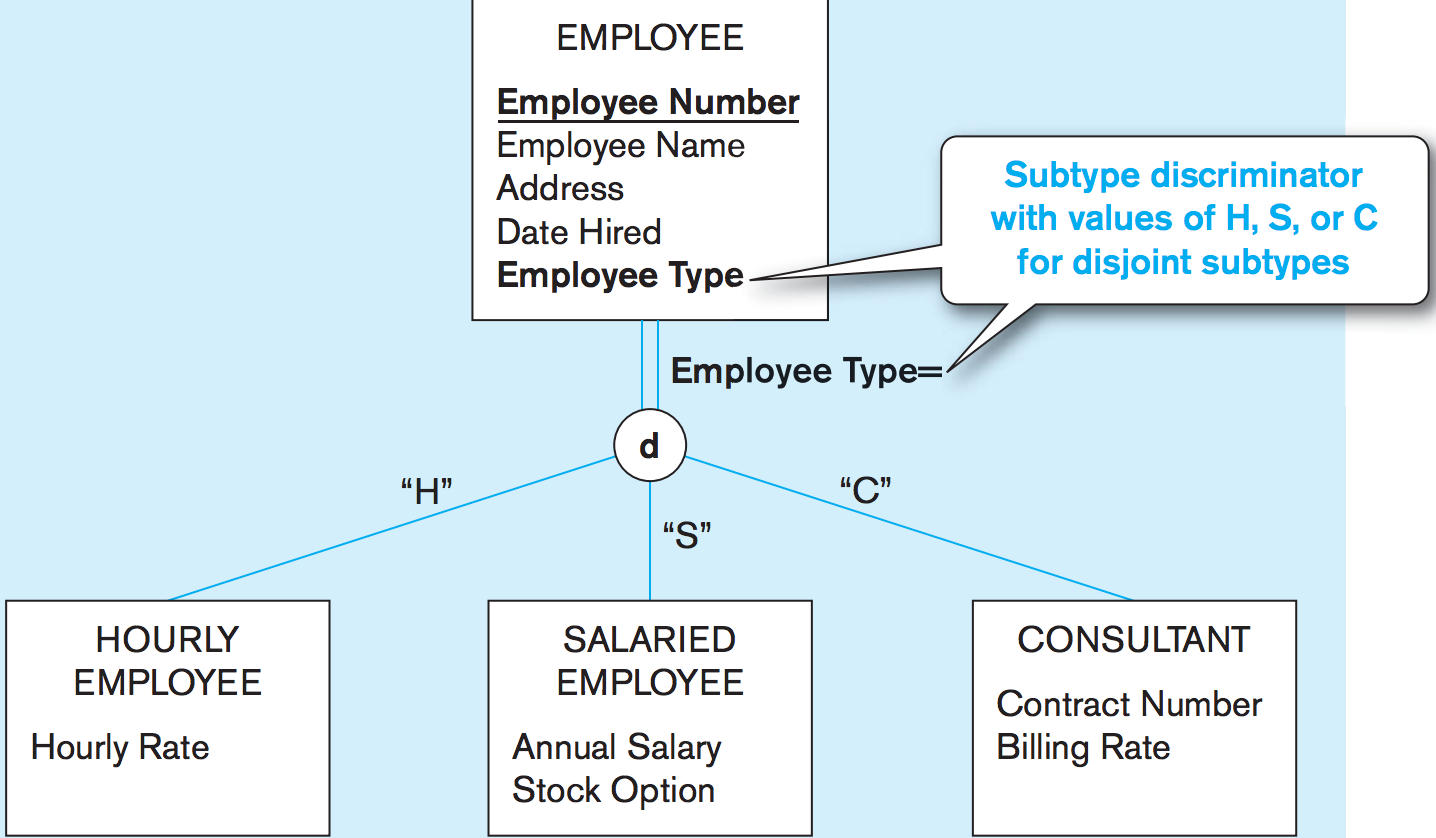 EMPLOYEE
Employee Number
Employee Name
Address
Date Hired
Employee Type
Subtype discriminator
with values of H, S, or C
for disjoint subtypes
Employee Type=
d
“H”
“S”
“C”
HOURLY
EMPLOYEE
Hourly Rate
SALARIED
EMPLOYEE
Annual Salary
Stock Option
CONSULTANT
Contract Number
Billing Rate